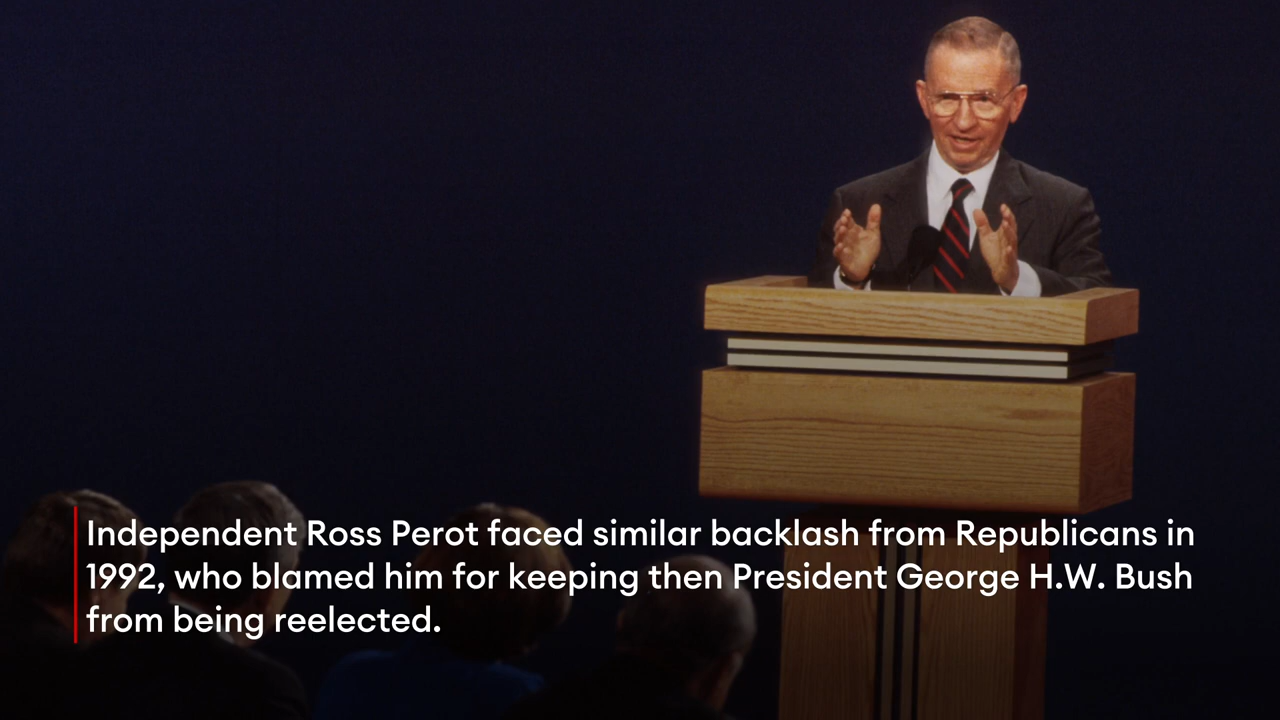 Independent Ross Perot faced similar backlash from Republicans in
1992, who blamed him for keeping then President George H.W. Bush
from being reelected.